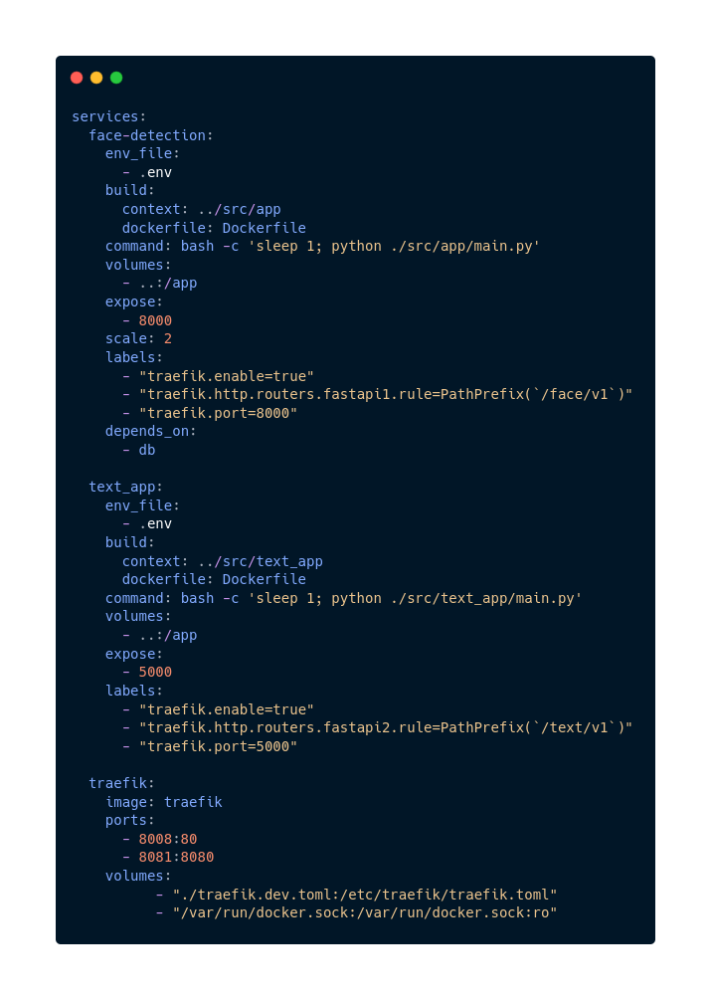 services:
  face-detection:
    env_file:
      - .env
    build:
      context: ../src/app
      dockerfile: Dockerfile
    command: bash -c 'sleep 1; python ./src/app/main.py'
    volumes:
      - ..:/app
    expose:
      - 8000
    scale: 2
    labels:
      - "traefik.enable=true"
      - "traefik.http.routers.fastapi1.rule=PathPrefix(`/face/v1`)"
      - "traefik.port=8000"
    depends_on:
      - db

  text_app:
    env_file:
      - .env
    build:
      context: ../src/text_app
      dockerfile: Dockerfile
    command: bash -c 'sleep 1; python ./src/text_app/main.py'
    volumes:
      - ..:/app
    expose:
      - 5000
    labels:
      - "traefik.enable=true"
      - "traefik.http.routers.fastapi2.rule=PathPrefix(`/text/v1`)"
      - "traefik.port=5000"

  traefik:
    image: traefik
    ports:
      - 8008:80
      - 8081:8080
    volumes:
          - "./traefik.dev.toml:/etc/traefik/traefik.toml"
          - "/var/run/docker.sock:/var/run/docker.sock:ro"